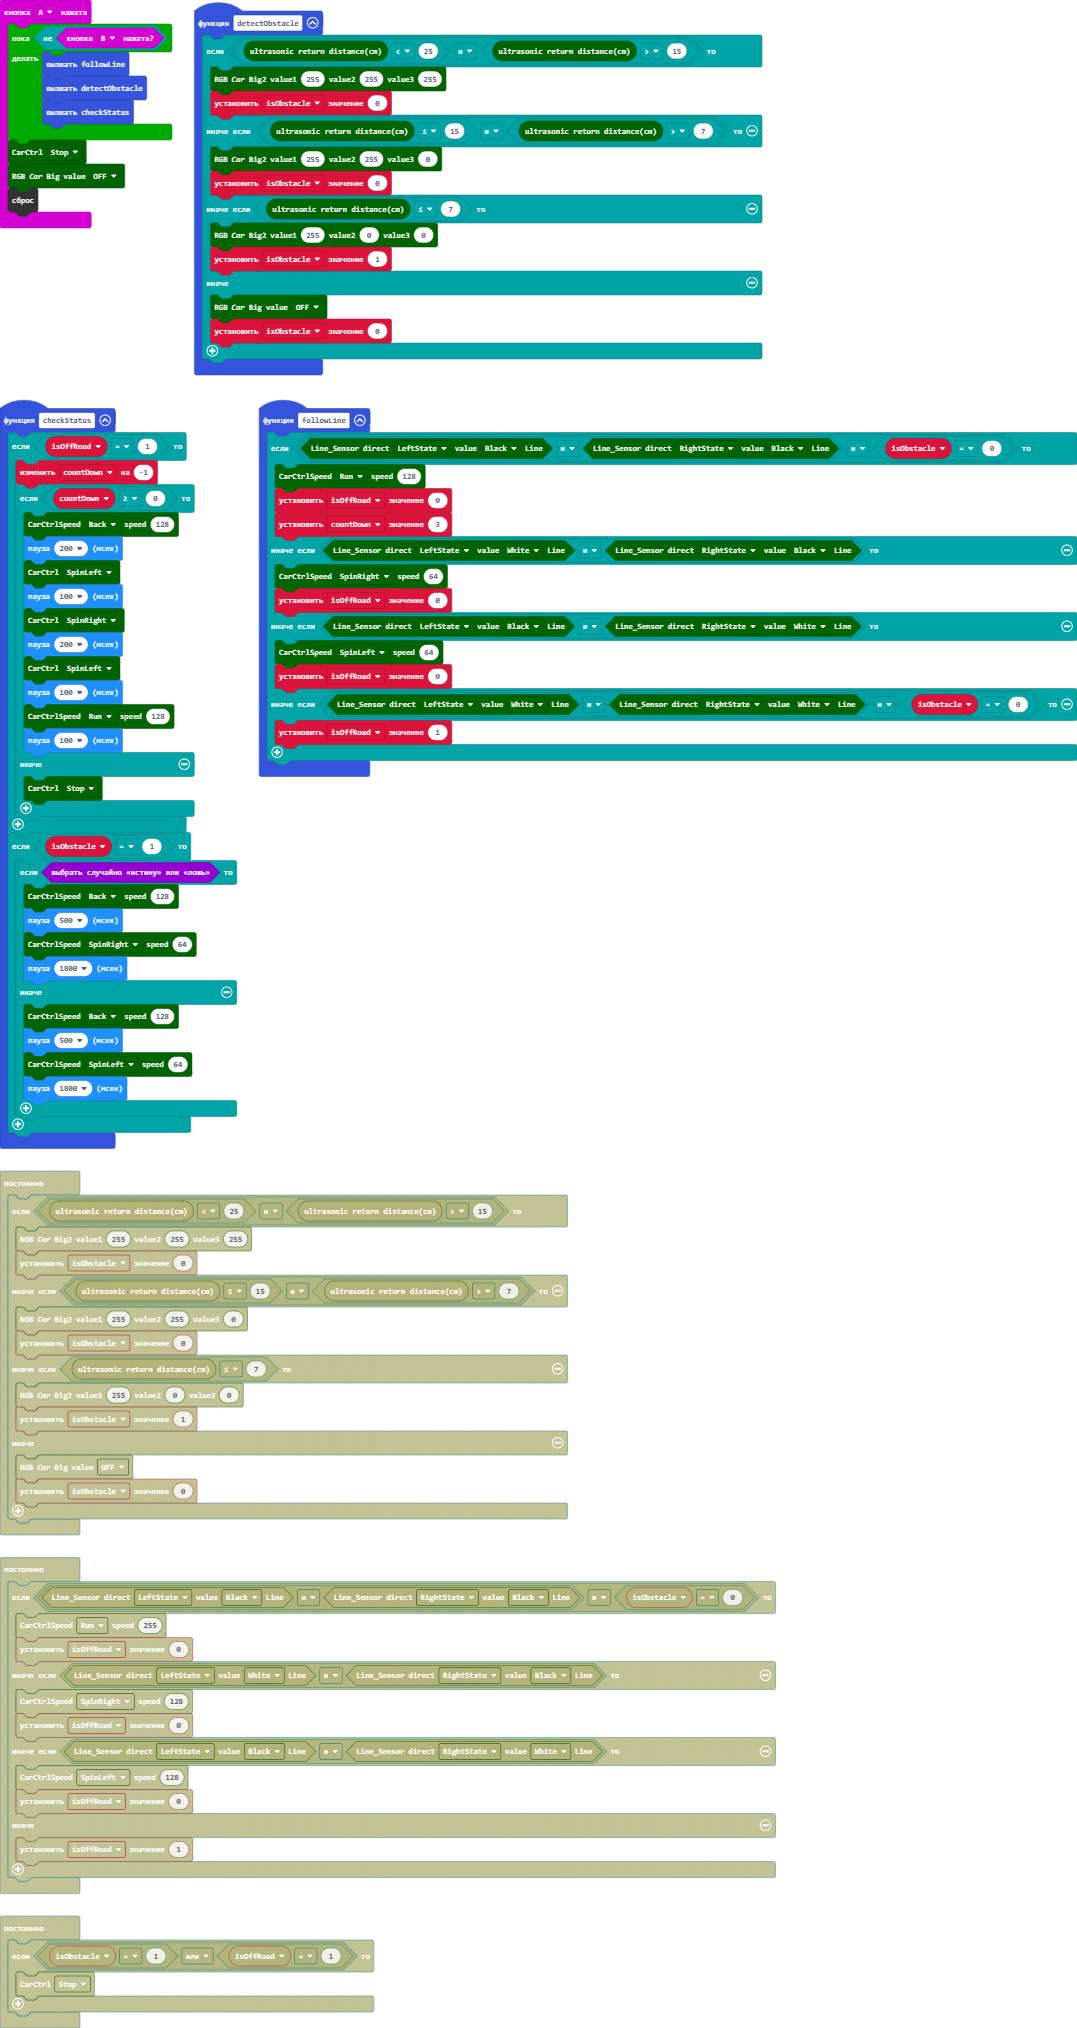 кнопка A нажата
пока не кнопка B нажата?
делать
вызвать followLine
вызвать detectObstacle
вызвать checkStatus
CarCtrl Stop
RGB Car Big value OFF
сброс
функция detectObstacle
если ultrasonic return distance(cm) < 25 и ultrasonic return distance(cm) > 15 то
RGB Car Big2 value1 255 value2 255 value3 255
установить isObstacle значение 0
иначе если ultrasonic return distance(cm) ≤ 15 и ultrasonic return distance(cm) > 7 то
RGB Car Big2 value1 255 value2 255 value3 0
установить isObstacle значение 0
иначе если ultrasonic return distance(cm) ≤ 7 то
RGB Car Big2 value1 255 value2 0 value3 0
установить isObstacle значение 1
иначе
RGB Car Big value OFF
установить isObstacle значение 0
функция checkStatus
если isOffRoad = 1 то
изменить countDown на -1
если countDown ≥ 0 то
CarCtrlSpeed Back speed 128
пауза 200 (мсек)
CarCtrl SpinLeft
пауза 100 (мсек)
CarCtrl SpinRight
пауза 200 (мсек)
CarCtrl SpinLeft
пауза 100 (мсек)
CarCtrlSpeed Run speed 128
пауза 100 (мсек)
иначе
CarCtrl Stop
если isObstacle = 1 то
если выбрать случайно «истину» или «ложь» то
CarCtrlSpeed Back speed 128
пауза 500 (мсек)
CarCtrlSpeed SpinRight speed 64
пауза 1800 (мсек)
иначе
CarCtrlSpeed Back speed 128
пауза 500 (мсек)
CarCtrlSpeed SpinLeft speed 64
пауза 1800 (мсек)
функция followLine
если Line_Sensor direct LeftState value Black Line и Line_Sensor direct RightState value Black Line и isObstacle = 0 то
CarCtrlSpeed Run speed 128
установить isOffRoad значение 0
установить countDown значение 3
иначе если Line_Sensor direct LeftState value White Line и Line_Sensor direct RightState value Black Line то
CarCtrlSpeed SpinRight speed 64
установить isOffRoad значение 0
иначе если Line_Sensor direct LeftState value Black Line и Line_Sensor direct RightState value White Line то
CarCtrlSpeed SpinLeft speed 64
установить isOffRoad значение 0
иначе если Line_Sensor direct LeftState value White Line и Line_Sensor direct RightState value White Line и isObstacle = 0 то
установить isOffRoad значение 1
постоянно
если ultrasonic return distance(cm) < 25 и ultrasonic return distance(cm) > 15 то
RGB Car Big2 value1 255 value2 255 value3 255
установить isObstacle значение 0
иначе если ultrasonic return distance(cm) ≤ 15 и ultrasonic return distance(cm) > 7 то
RGB Car Big2 value1 255 value2 255 value3 0
установить isObstacle значение 0
иначе если ultrasonic return distance(cm) ≤ 7 то
RGB Car Big2 value1 255 value2 0 value3 0
установить isObstacle значение 1
иначе
RGB Car Big value OFF
установить isObstacle значение 0
постоянно
если Line_Sensor direct LeftState value Black Line и Line_Sensor direct RightState value Black Line и isObstacle = 0 то
CarCtrlSpeed Run speed 255
установить isOffRoad значение 0
иначе если Line_Sensor direct LeftState value White Line и Line_Sensor direct RightState value Black Line то
CarCtrlSpeed SpinRight speed 128
установить isOffRoad значение 0
иначе если Line_Sensor direct LeftState value Black Line и Line_Sensor direct RightState value White Line то
CarCtrlSpeed SpinLeft speed 128
установить isOffRoad значение 0
иначе
установить isOffRoad значение 1
постоянно
если isObstacle = 1 или isOffRoad = 1 то
CarCtrl Stop